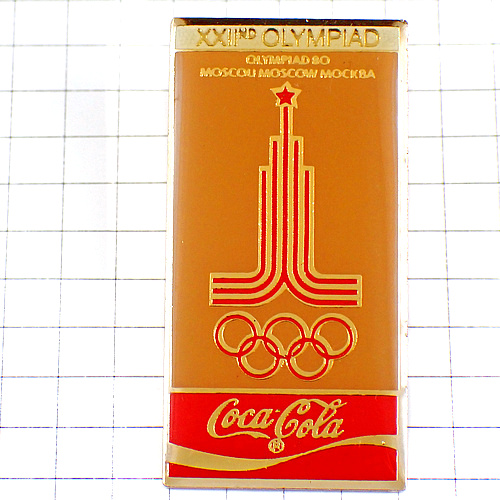 XXIIND OLYMPIAD
OLYMPIAD 80
MOSCOU MOSCOW MOCKBA
Coca-Cola
®